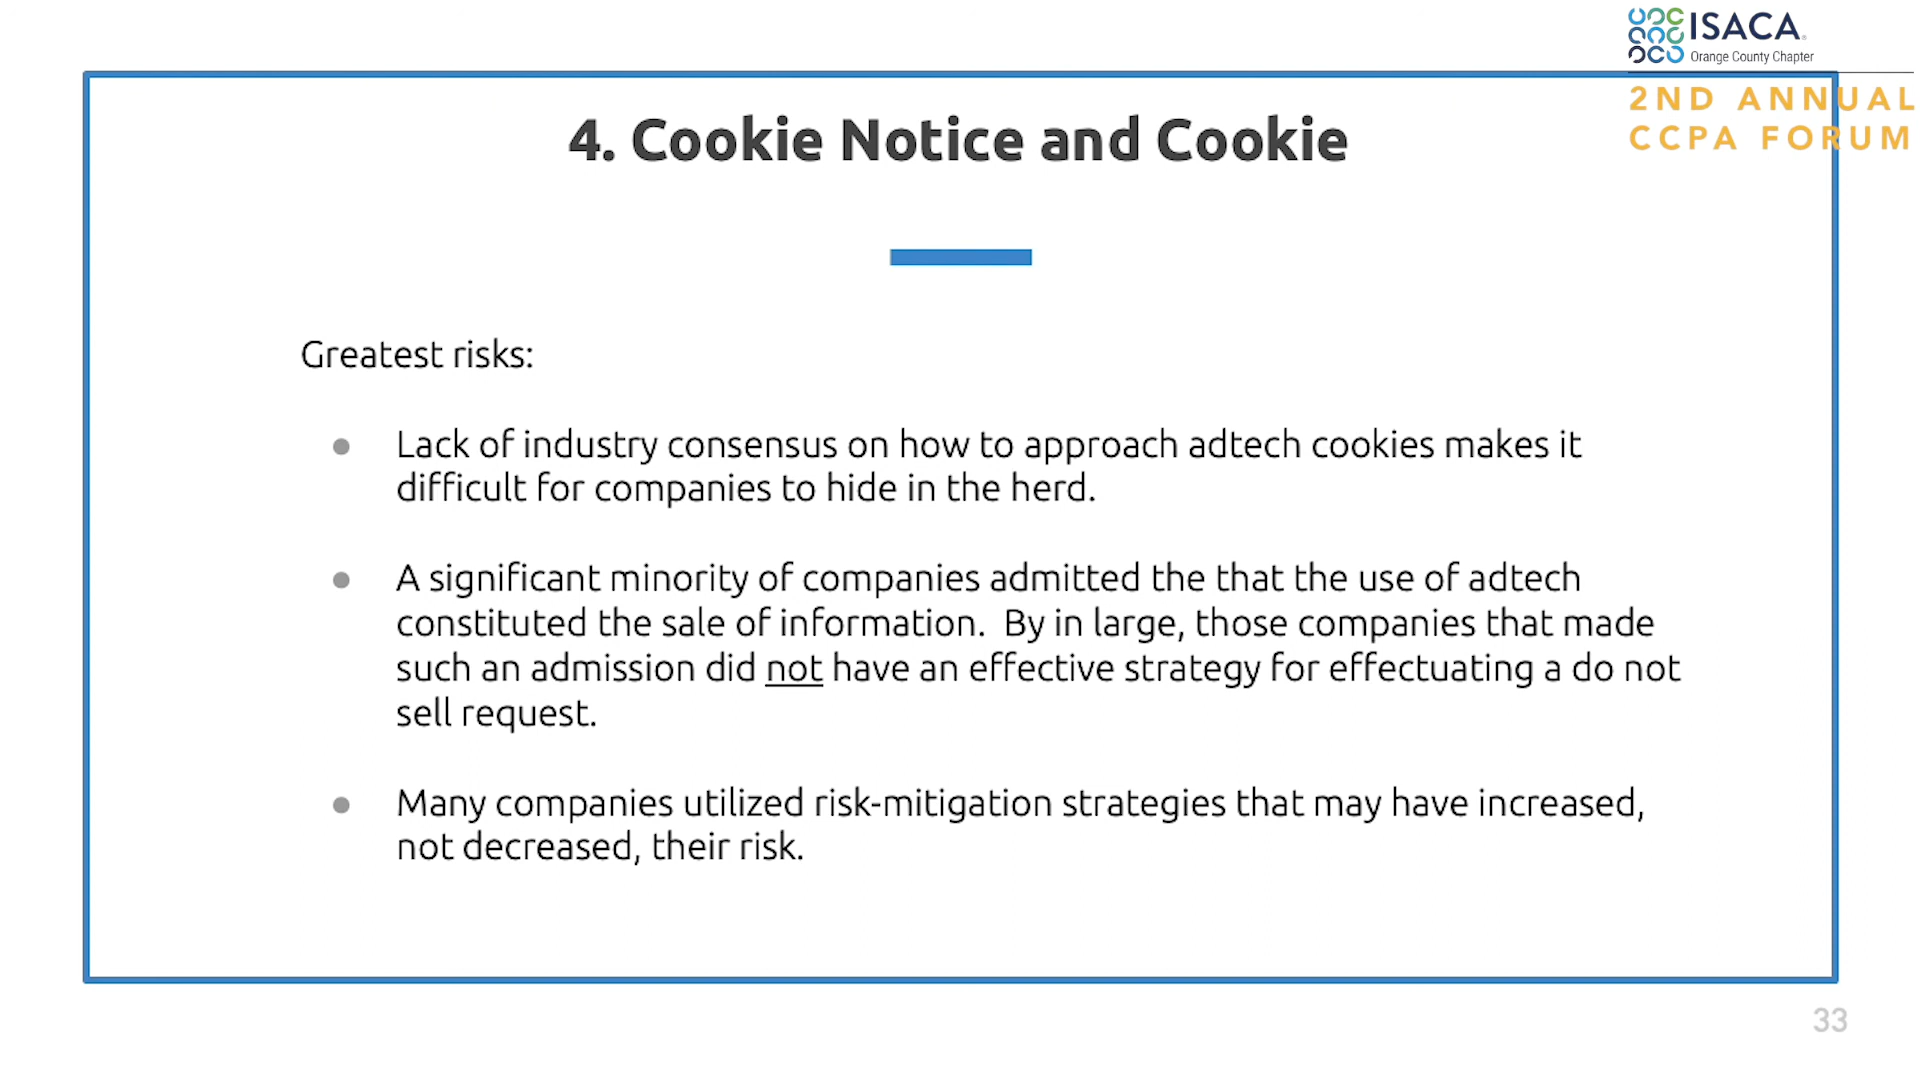 ISACA
Orange County Chapter
2ND ANNUAL
CCPA FORUM
4. Cookie Notice and Cookie
Greatest risks:
● Lack of industry consensus on how to approach adtech cookies makes it
difficult for companies to hide in the herd.
● A significant minority of companies admitted the that the use of adtech
constituted the sale of information.  By in large, those companies that made
such an admission did not have an effective strategy for effectuating a do not
sell request.
● Many companies utilized risk-mitigation strategies that may have increased,
not decreased, their risk.
33